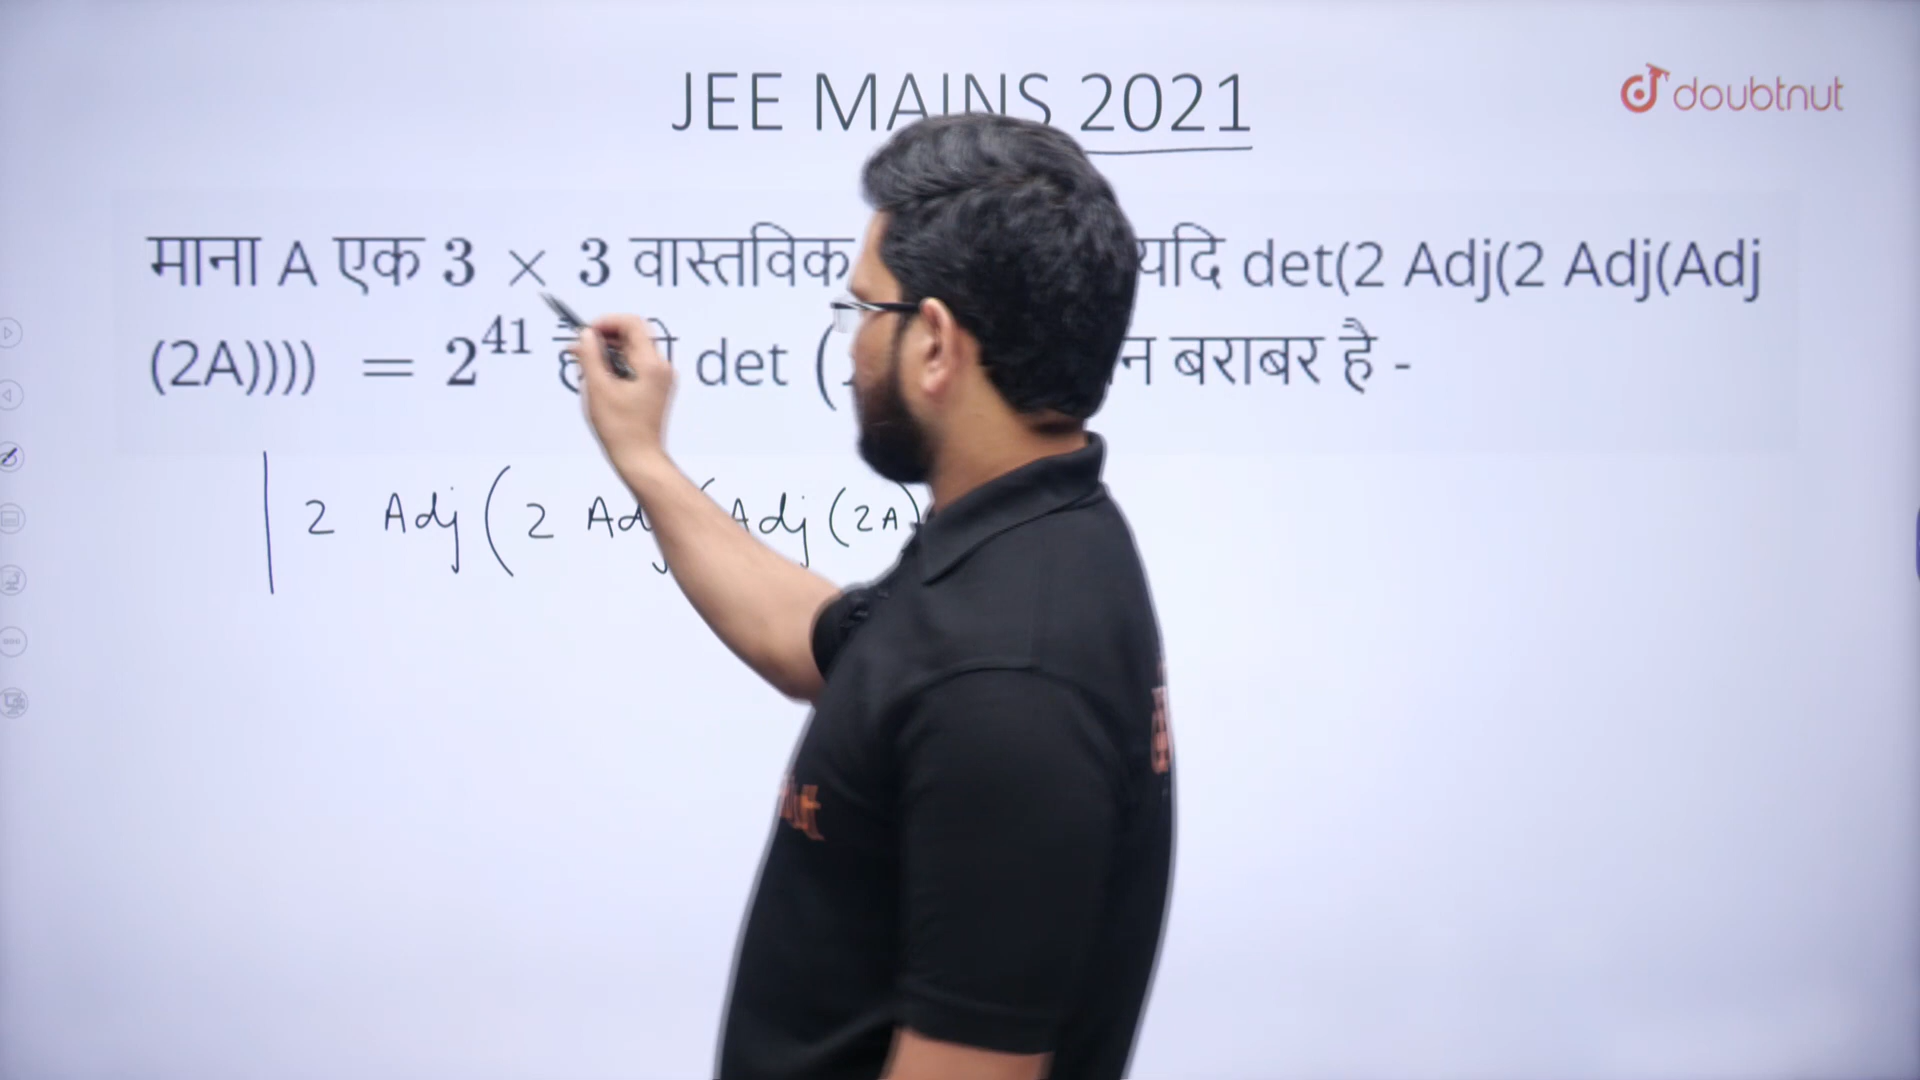 JEE MAINS 2021
doubtnut
माना A एक 3 × 3 वास्तविक यदि det(2 Adj(2 Adj(Adj
(2A)))) = 2^41 det ( बराबर है -
| 2 Adj ( 2 Adj (Adj (2A)